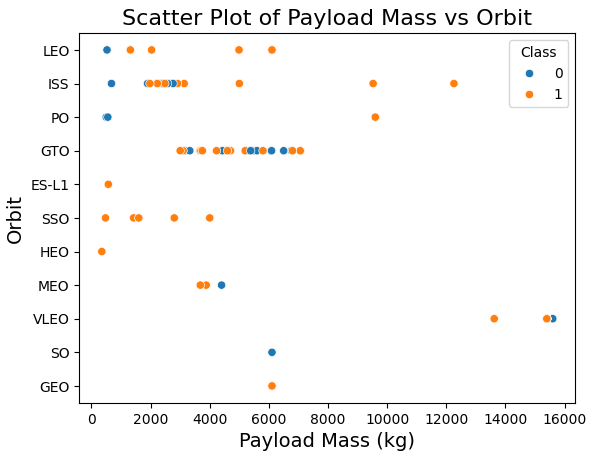 Scatter Plot of Payload Mass vs Orbit
Class
0
1
Orbit
LEO
ISS
PO
GTO
ES-L1
SSO
HEO
MEO
VLEO
SO
GEO
0 2000 4000 6000 8000 10000 12000 14000 16000
Payload Mass (kg)